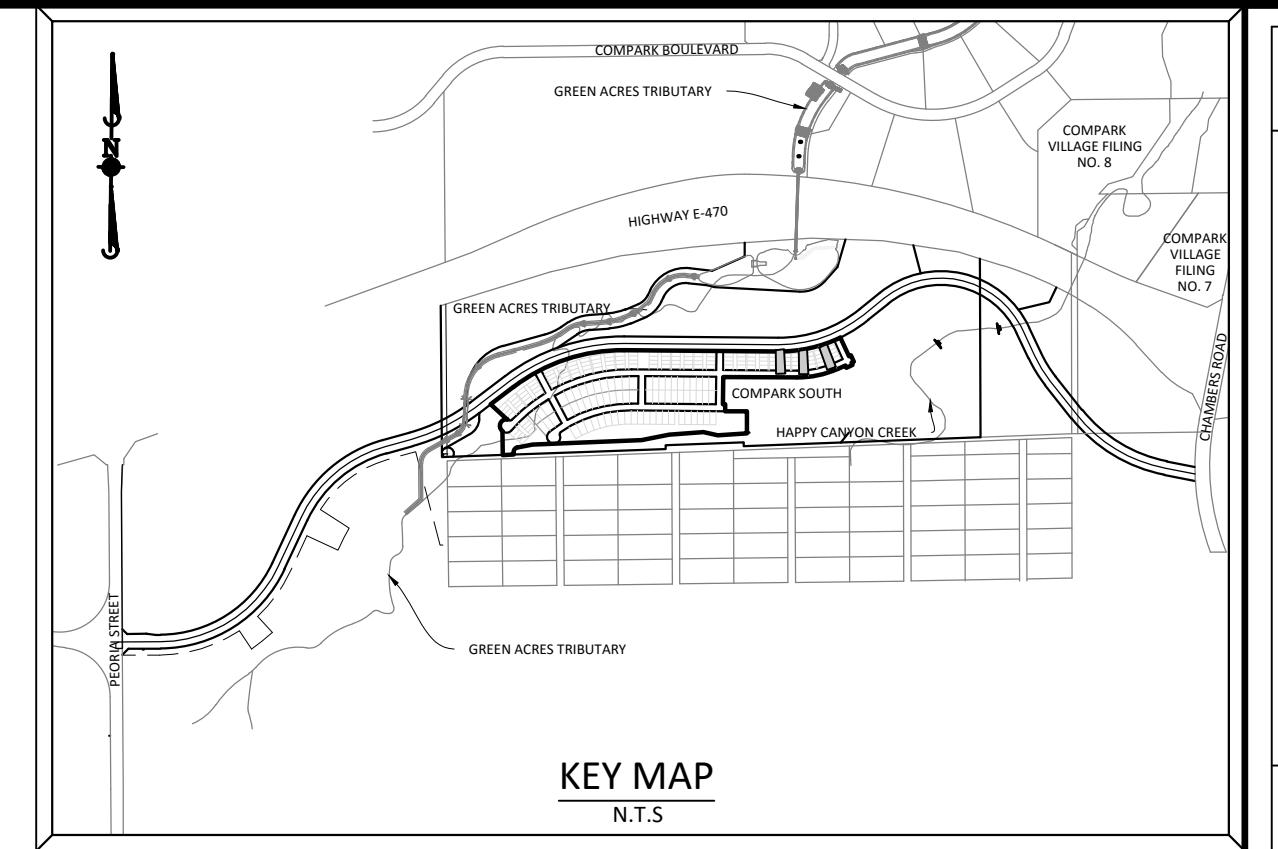 COMPARK BOULEVARD
GREEN ACRES TRIBUTARY
N
COMPARK
VILLAGE FILING
NO. 8
HIGHWAY E-470
COMPARK
VILLAGE
FILING
NO. 7
GREEN ACRES TRIBUTARY
COMPARK SOUTH
HAPPY CANYON CREEK
CHAMBERS ROAD
PEORIA STREET
GREEN ACRES TRIBUTARY
KEY MAP
N.T.S